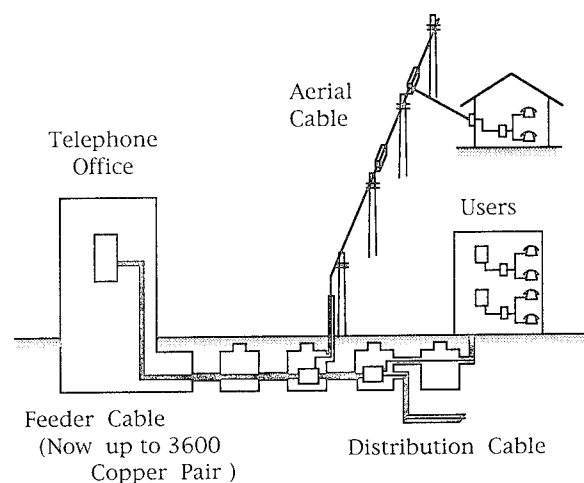 Aerial
Cable
Telephone
Office
Users
Feeder Cable
(Now up to 3600
Copper Pair )
Distribution Cable